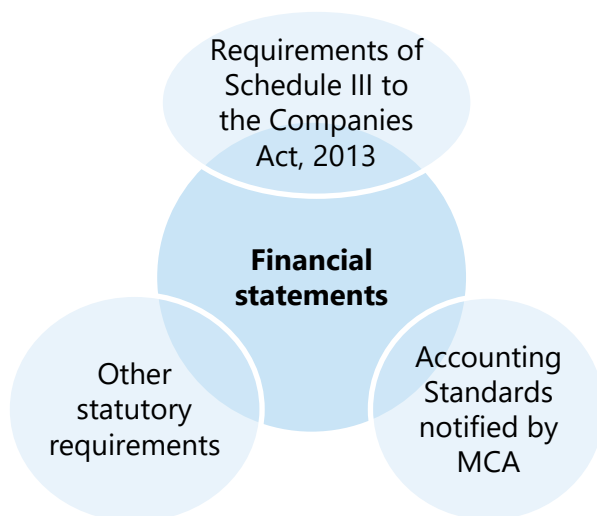 Requirements of
Schedule III to
the Companies
Act, 2013
Financial
statements
Other
statutory
requirements
Accounting
Standards
notified by
MCA